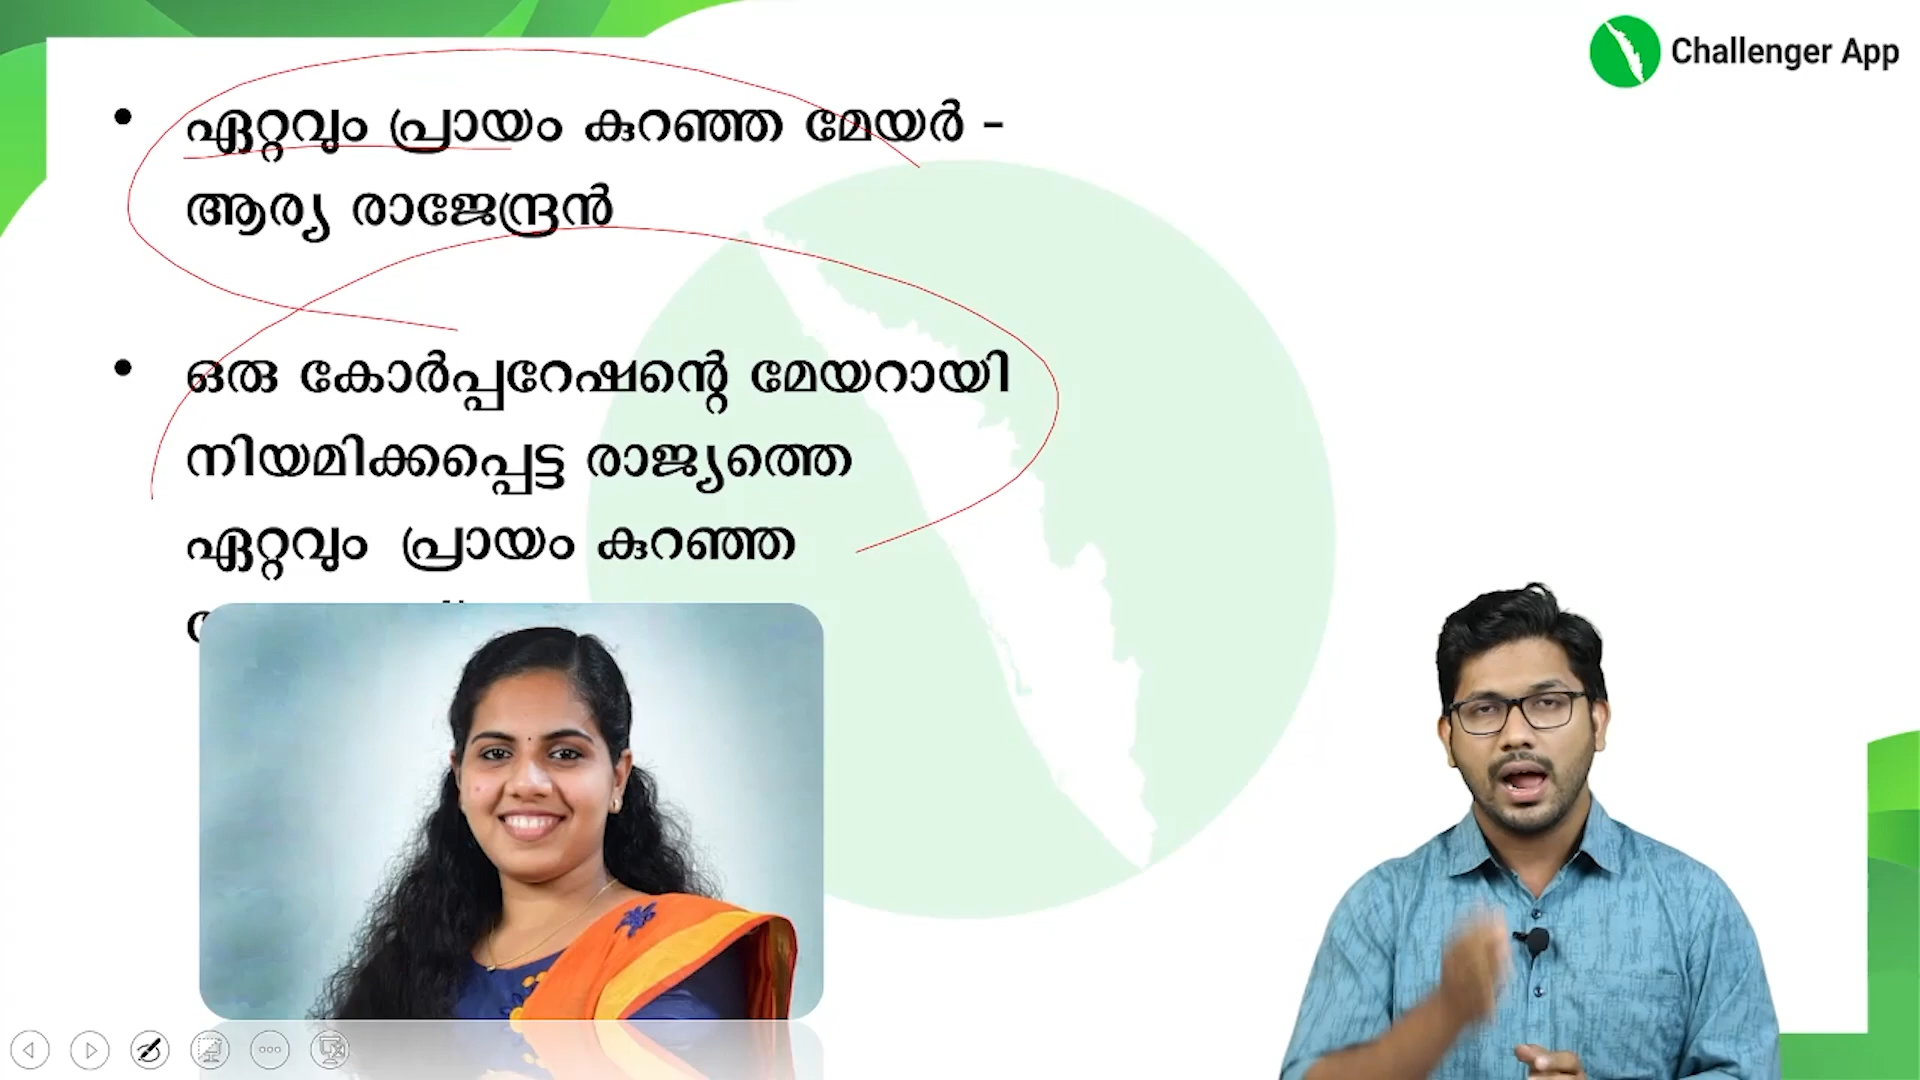 Challenger App
• ഏറ്റവും പ്രായം കുറഞ്ഞ മേയർ -
ആര്യ രാജേന്ദ്രൻ
• ഒരു കോർപ്പറേഷന്റെ മേയറായി
നിയമിക്കപ്പെട്ട രാജ്യത്തെ
ഏറ്റവും പ്രായം കുറഞ്ഞ